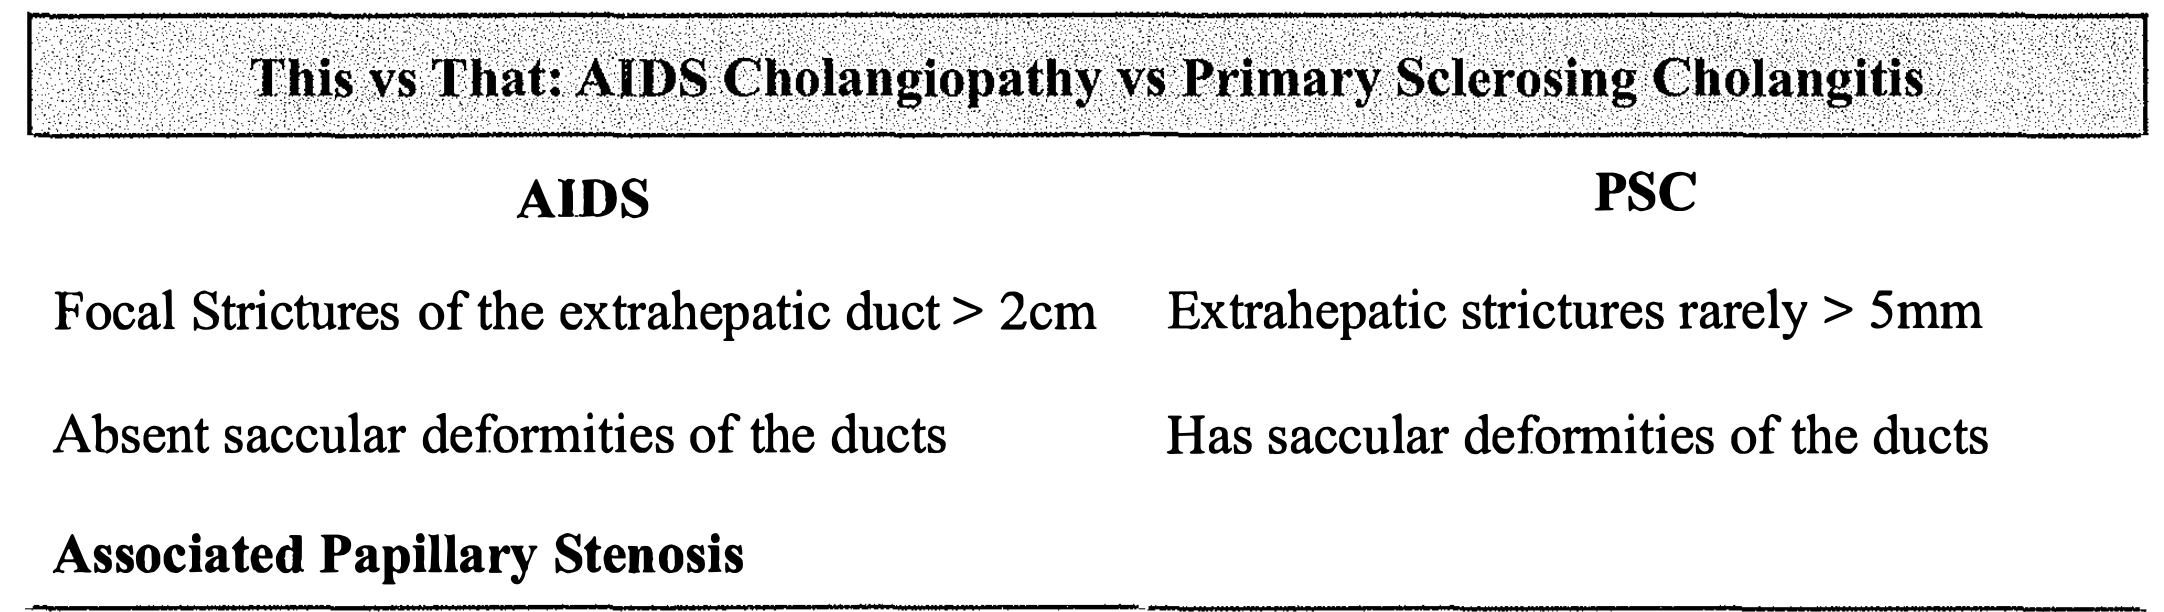 This vs That: AIDS Cholangiopathy vs Primary Sclerosing Cholangitis
AIDS PSC
Focal Strictures of the extrahepatic duct > 2cm Extrahepatic strictures rarely > 5mm
Absent saccular deformities of the ducts Has saccular deformities of the ducts
Associated Papillary Stenosis